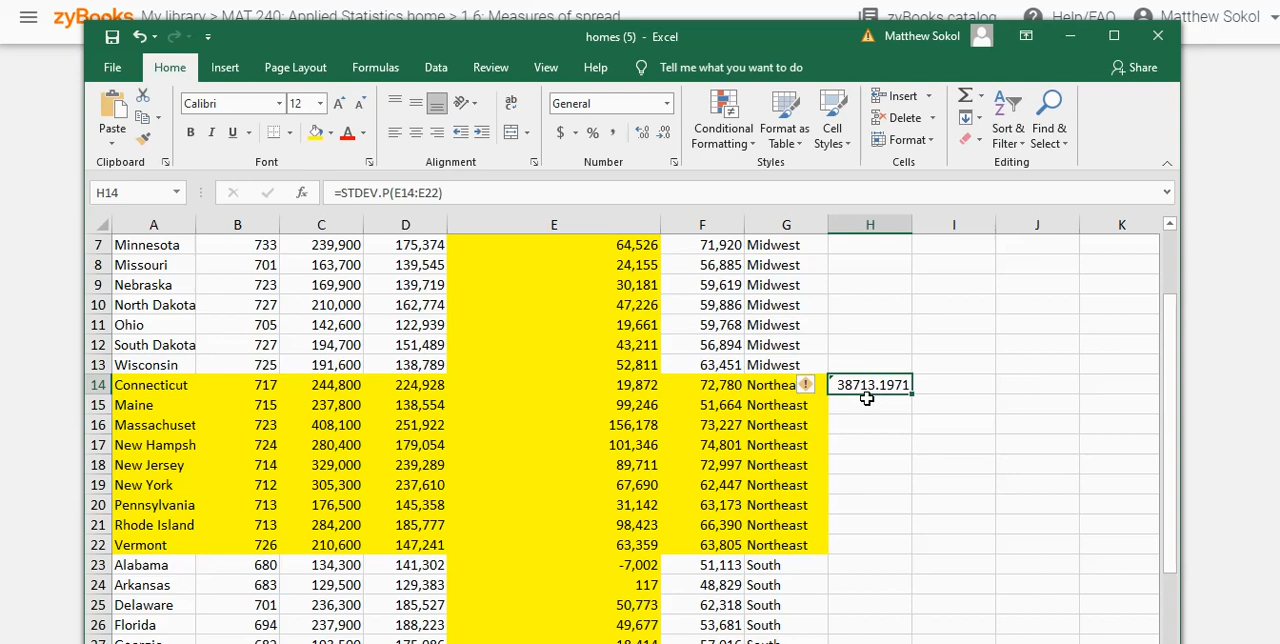 zyBooks My library > MAT 240: Applied Statistics home > 1.6: Measures of spread zyBooks catalog Help/FAQ Matthew Sokol
homes (5) - Excel Matthew Sokol
File Home Insert Page Layout Formulas Data Review View Help Tell me what you want to do Share
Paste Calibri 12 A A ab General Conditional Formatting Format as Table Cell Styles Insert Delete Format Sort & Filter Find & Select
B I U A $ % ,
Clipboard Font Alignment Number Styles Cells Editing
H14 fx =STDEV.P(E14:E22)
A B C D E F G H I J K
7 Minnesota 733 239,900 175,374 64,526 71,920 Midwest
8 Missouri 701 163,700 139,545 24,155 56,885 Midwest
9 Nebraska 723 169,900 139,719 30,181 59,619 Midwest
10 North Dakota 727 210,000 162,774 47,226 59,886 Midwest
11 Ohio 705 142,600 122,939 19,661 59,768 Midwest
12 South Dakota 727 194,700 151,489 43,211 56,894 Midwest
13 Wisconsin 725 191,600 138,789 52,811 63,451 Midwest
14 Connecticut 717 244,800 224,928 19,872 72,780 Northea 38713.1971
15 Maine 715 237,800 138,554 99,246 51,664 Northeast
16 Massachuset 723 408,100 251,922 156,178 73,227 Northeast
17 New Hampsh 724 280,400 179,054 101,346 74,801 Northeast
18 New Jersey 714 329,000 239,289 89,711 72,997 Northeast
19 New York 712 305,300 237,610 67,690 62,447 Northeast
20 Pennsylvania 713 176,500 145,358 31,142 63,173 Northeast
21 Rhode Island 713 284,200 185,777 98,423 66,390 Northeast
22 Vermont 726 210,600 147,241 63,359 63,805 Northeast
23 Alabama 680 134,300 141,302 -7,002 51,113 South
24 Arkansas 683 129,500 129,383 117 48,829 South
25 Delaware 701 236,300 185,527 50,773 62,318 South
26 Florida 694 237,900 188,223 49,677 53,681 South